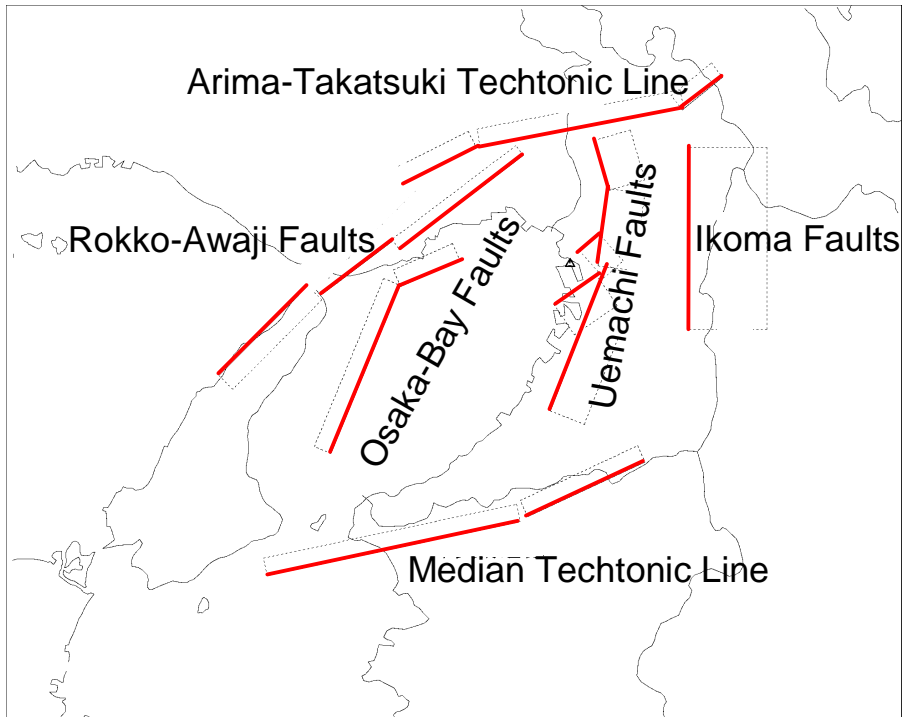 Arima-Takatsuki Techtonic Line
Rokko-Awaji Faults
Osaka-Bay Faults
Uemachi Faults
Ikoma Faults
Median Techtonic Line